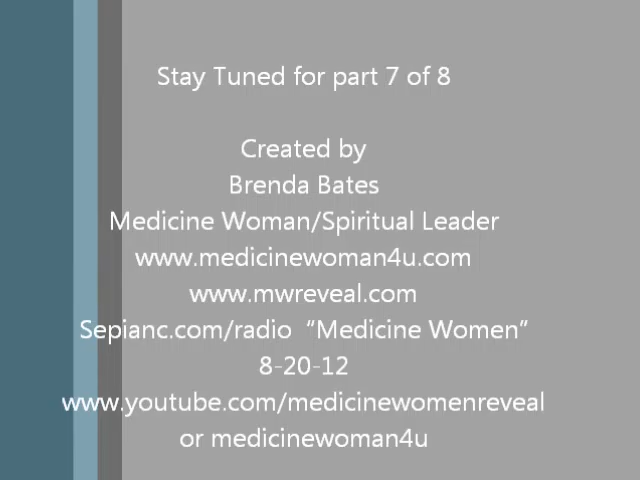 Stay Tuned for part 7 of 8
Created by
Brenda Bates
Medicine Woman/Spiritual Leader
www.medicinewoman4u.com
www.mwreveal.com
Sepianc.com/radio “Medicine Women”
8-20-12
www.youtube.com/medicinewomenreveal
or medicinewoman4u